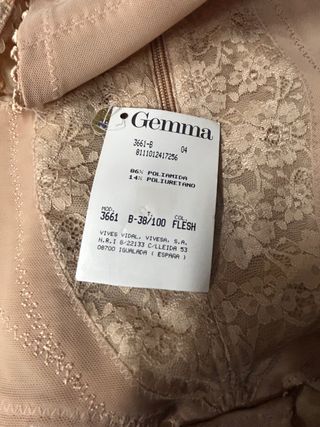 Gemma
3661-B 04
8111012417256
86% POLIAMIDA
14% POLIURETANO
MOD. T. COL.
3661 B-38/100 FLESH
VIVES VIDAL, VIVESA, S.A.
N.R.I 8/22133 C/LLEIDA 53
08700 IGUALADA ( ESPAÑA )